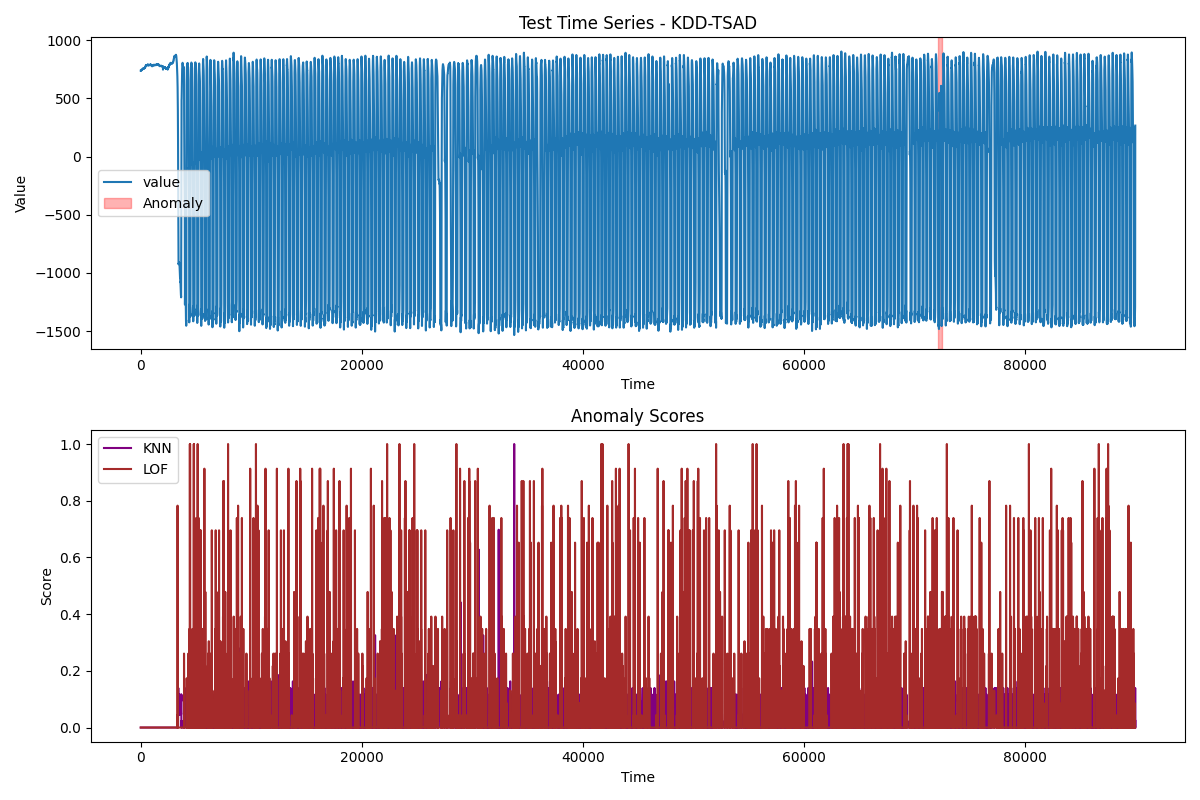 Test Time Series - KDD-TSAD
1000
500
0
−500
−1000
−1500
Value
value
Anomaly
0
20000
40000
60000
80000
Time
Anomaly Scores
1.0
0.8
0.6
0.4
0.2
0.0
Score
KNN
LOF
0
20000
40000
60000
80000
Time